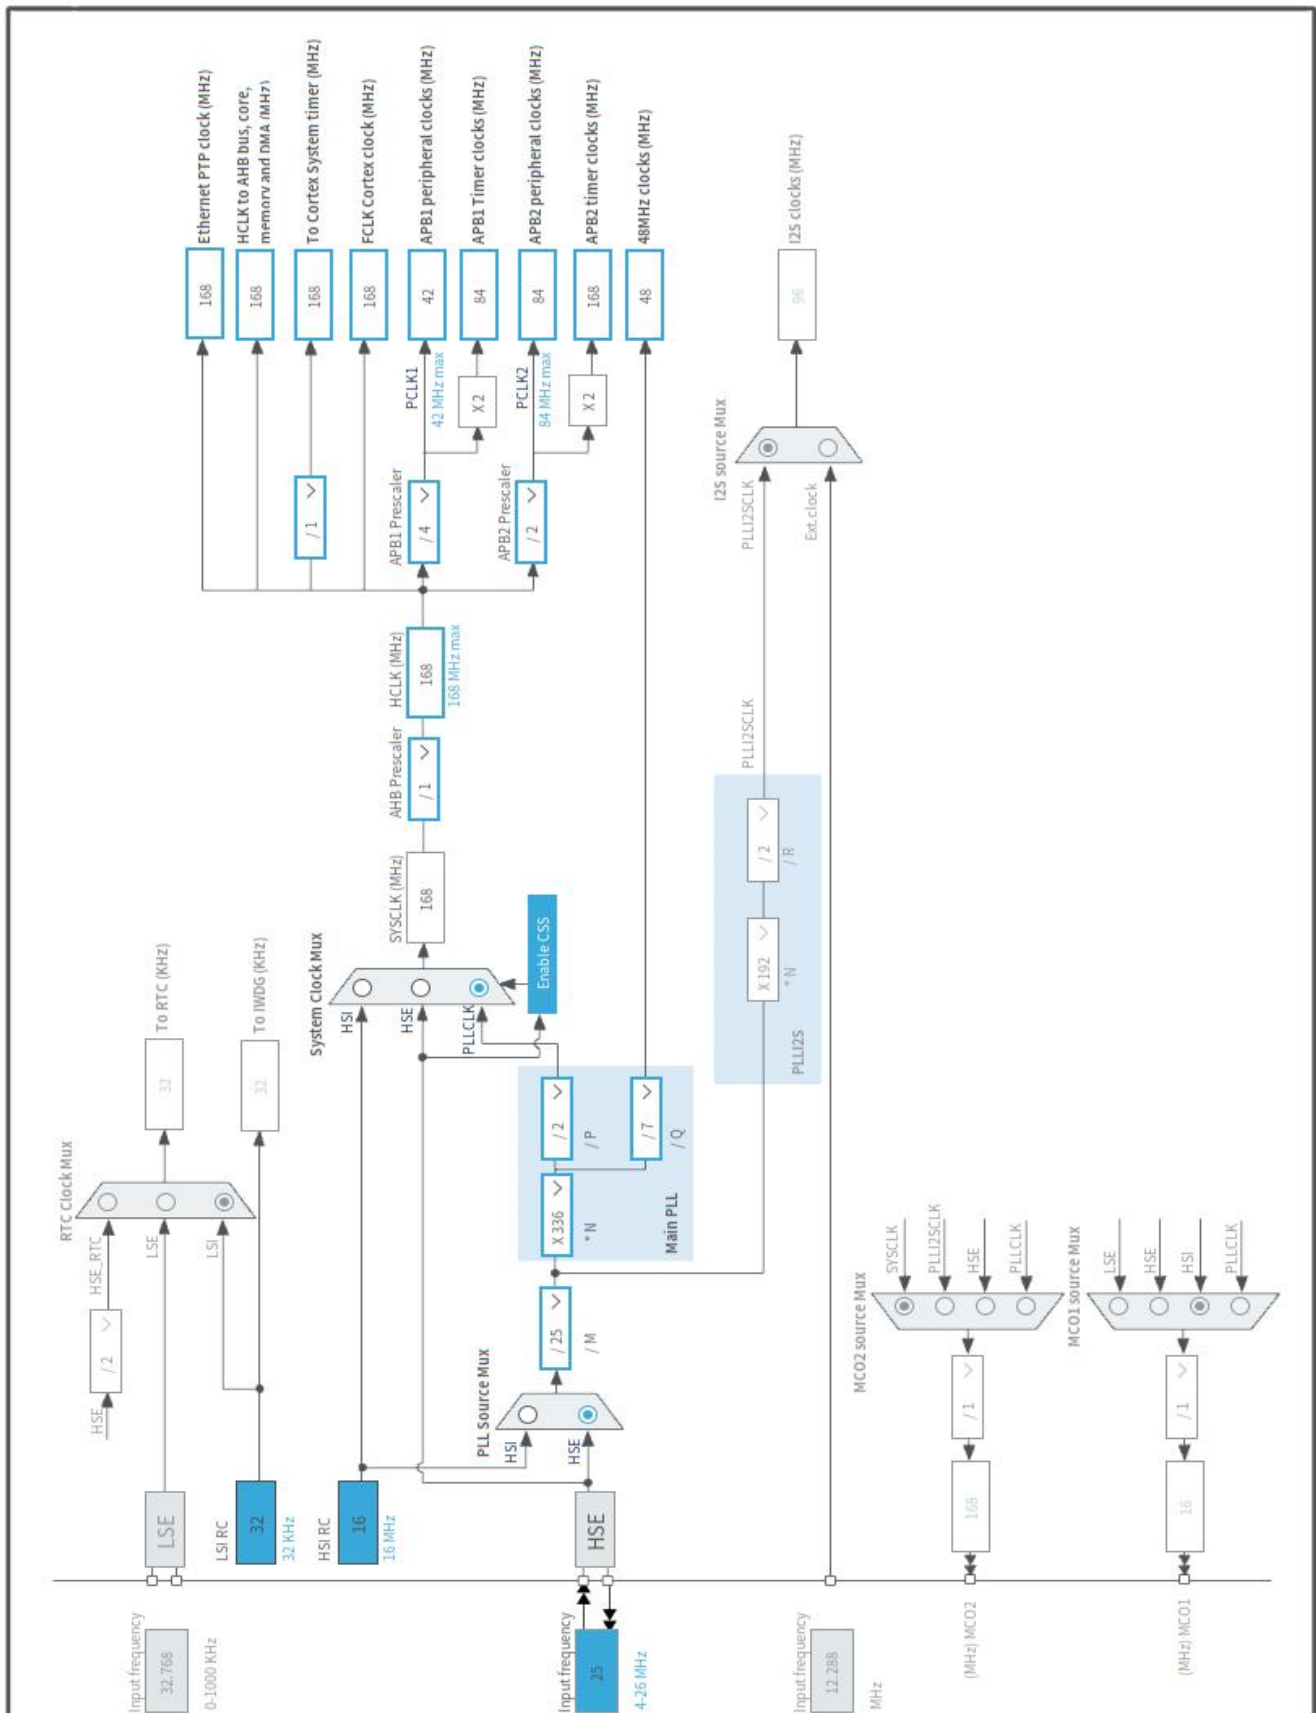 Input frequency
32.768
0-1000 KHz
LSE
LSI RC
32
32 KHz
HSI RC
16
16 MHz
Input frequency
25
4-26 MHz
HSE
Input frequency
12.288
MHz
HSE
/ 2
HSE_RTC
LSE
LSI
RTC Clock Mux
32
To RTC (KHz)
32
To IWDG (KHz)
PLL Source Mux
HSI
HSE
/ 25
/ M
X 336
* N
/ 2
/ P
/ 7
/ Q
Main PLL
System Clock Mux
HSI
HSE
PLLCLK
Enable CSS
SYSCLK (MHz)
168
AHB Prescaler
/ 1
HCLK (MHz)
168
168 MHz max
/ 1
APB1 Prescaler
/ 4
PCLK1
42 MHz max
X 2
APB2 Prescaler
/ 2
PCLK2
84 MHz max
X 2
168
Ethernet PTP clock (MHz)
168
HCLK to AHB bus, core,
memory and DMA (MHz)
168
To Cortex System timer (MHz)
168
FCLK Cortex clock (MHz)
42
APB1 peripheral clocks (MHz)
84
APB1 Timer clocks (MHz)
84
APB2 peripheral clocks (MHz)
168
APB2 timer clocks (MHz)
48
48MHz clocks (MHz)
PLLI2S
X 192
* N
/ 2
/ R
PLLI2SCLK
PLLI2SCLK
Ext.clock
I2S source Mux
96
I2S clocks (MHz)
MCO2 source Mux
SYSCLK
PLLI2SCLK
HSE
PLLCLK
/ 1
168
(MHz) MCO2
MCO1 source Mux
LSE
HSE
HSI
PLLCLK
/ 1
16
(MHz) MCO1